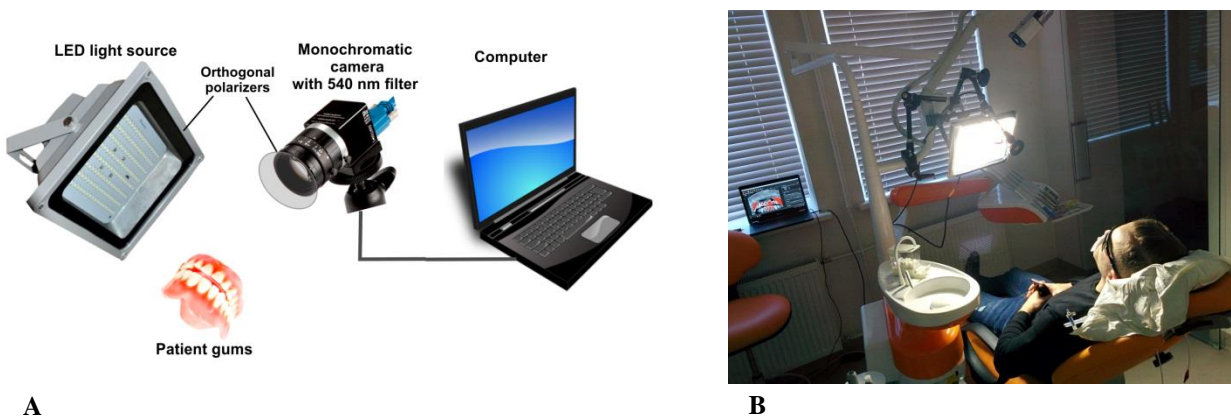 LED light source
Orthogonal
polarizers
Monochromatic
camera
with 540 nm filter
Computer
Patient gums
A
B